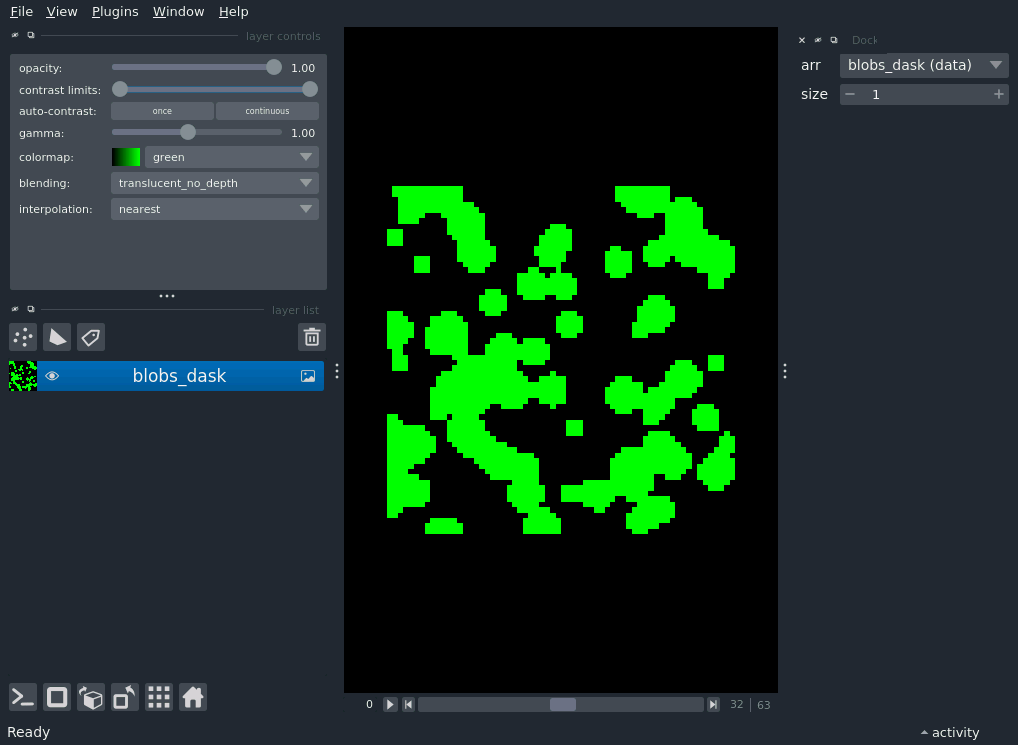 File View Plugins Window Help
layer controls
opacity: 1.00
contrast limits:
auto-contrast: once continuous
gamma: 1.00
colormap: green
blending: translucent_no_depth
interpolation: nearest
layer list
blobs_dask
Ready
0
32 | 63
Dock
arr blobs_dask (data)
size 1
activity